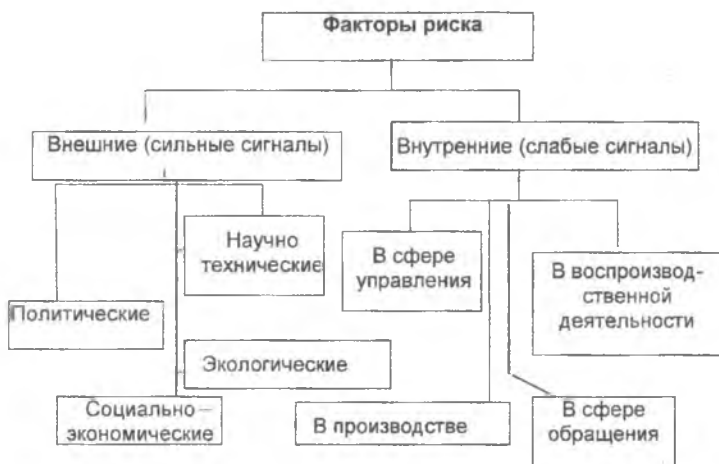 Факторы риска
Внешние (сильные сигналы)
Внутренние (слабые сигналы)
Научно
технические
В сфере
управления
В воспроизвод-
ственной
деятельности
Политические
Экологические
Социально–
экономические
В производстве
В сфере
обращения